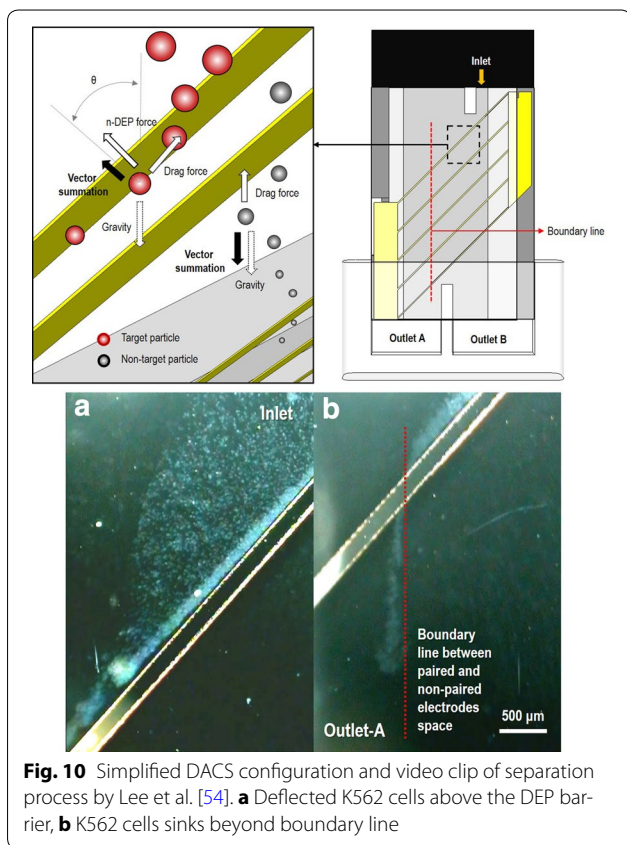 θ
n-DEP force
Vector
summation
Drag force
Gravity
Drag force
Vector
summation
Gravity
Target particle
Non-target particle
Inlet
Boundary line
Outlet A
Outlet B
a
Inlet
b
Boundary
line between
paired and
non-paired
electrodes
space
Outlet-A
500 µm
Fig. 10 Simplified DACS configuration and video clip of separation
process by Lee et al. [54]. a Deflected K562 cells above the DEP bar-
rier, b K562 cells sinks beyond boundary line